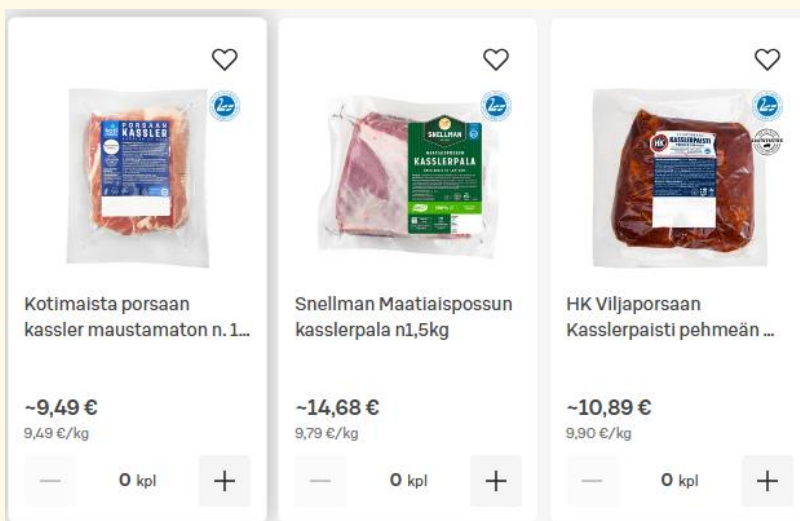 PORSAAN
KASSLER
Kotimaista porsaan
kassler maustamaton n. 1...
~9,49 €
9,49 €/kg
0 kpl
SNELLMAN
KASSLERPALA
Snellman Maatiaispossun
kasslerpala n1,5kg
~14,68 €
9,79 €/kg
0 kpl
HK
KASSLERPAISTI
HK Viljaporsaan
Kasslerpaisti pehmeän ...
~10,89 €
9,90 €/kg
0 kpl